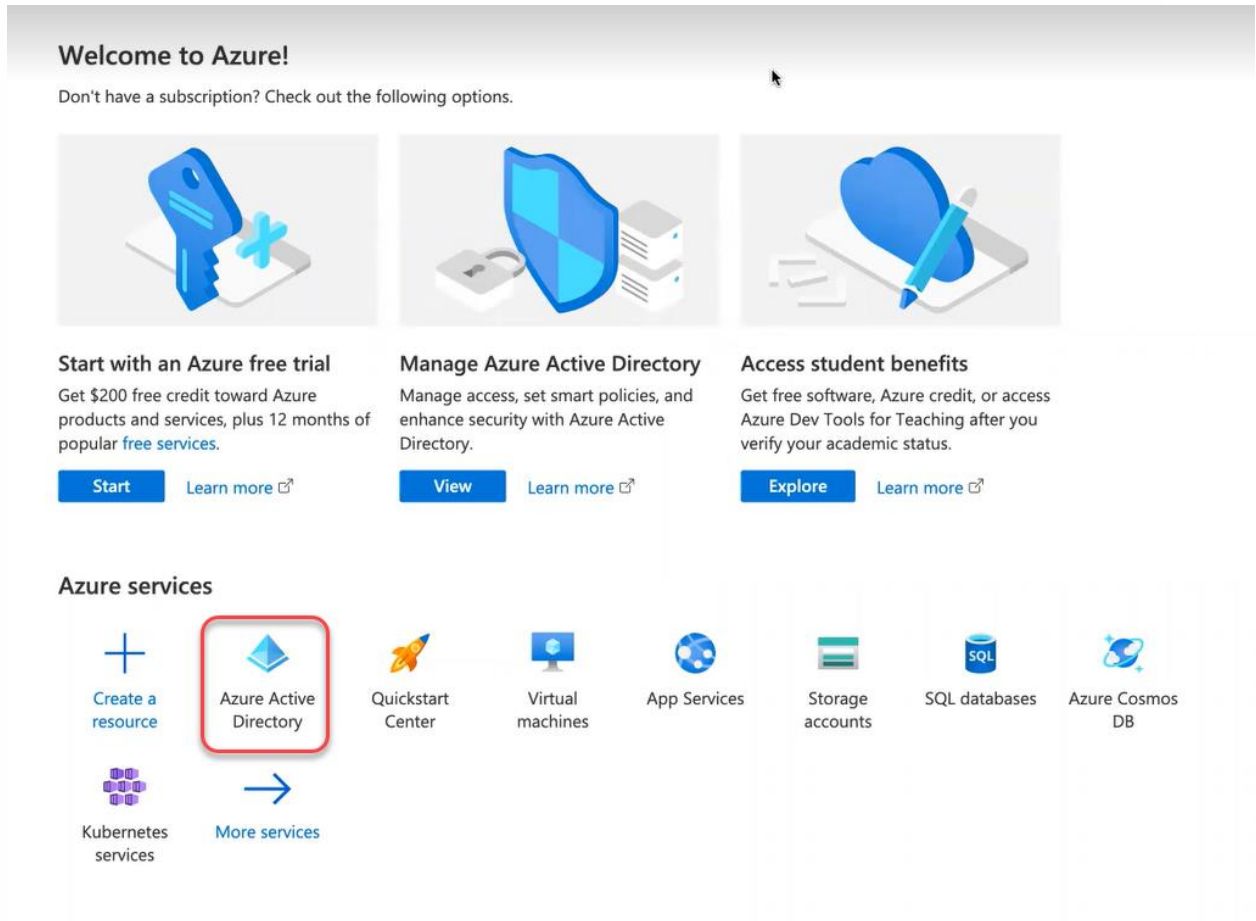 Welcome to Azure!
Don't have a subscription? Check out the following options.
Start with an Azure free trial
Get $200 free credit toward Azure
products and services, plus 12 months of
popular free services.
Start
Learn more
Manage Azure Active Directory
Manage access, set smart policies, and
enhance security with Azure Active
Directory.
View
Learn more
Access student benefits
Get free software, Azure credit, or access
Azure Dev Tools for Teaching after you
verify your academic status.
Explore
Learn more
Azure services
Create a
resource
Azure Active
Directory
Quickstart
Center
Virtual
machines
App Services
Storage
accounts
SQL
SQL databases
Azure Cosmos
DB
Kubernetes
services
More services